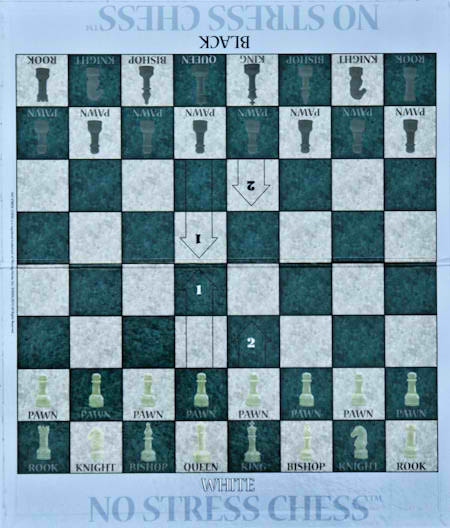 NO STRESS CHESS™
BLACK
ROOK KNIGHT BISHOP QUEEN KING BISHOP KNIGHT ROOK
PAWN PAWN PAWN PAWN PAWN PAWN PAWN PAWN
2
1
1
2
PAWN PAWN PAWN PAWN PAWN PAWN PAWN PAWN
ROOK KNIGHT BISHOP QUEEN KING BISHOP KNIGHT ROOK
WHITE
NO STRESS CHESS™